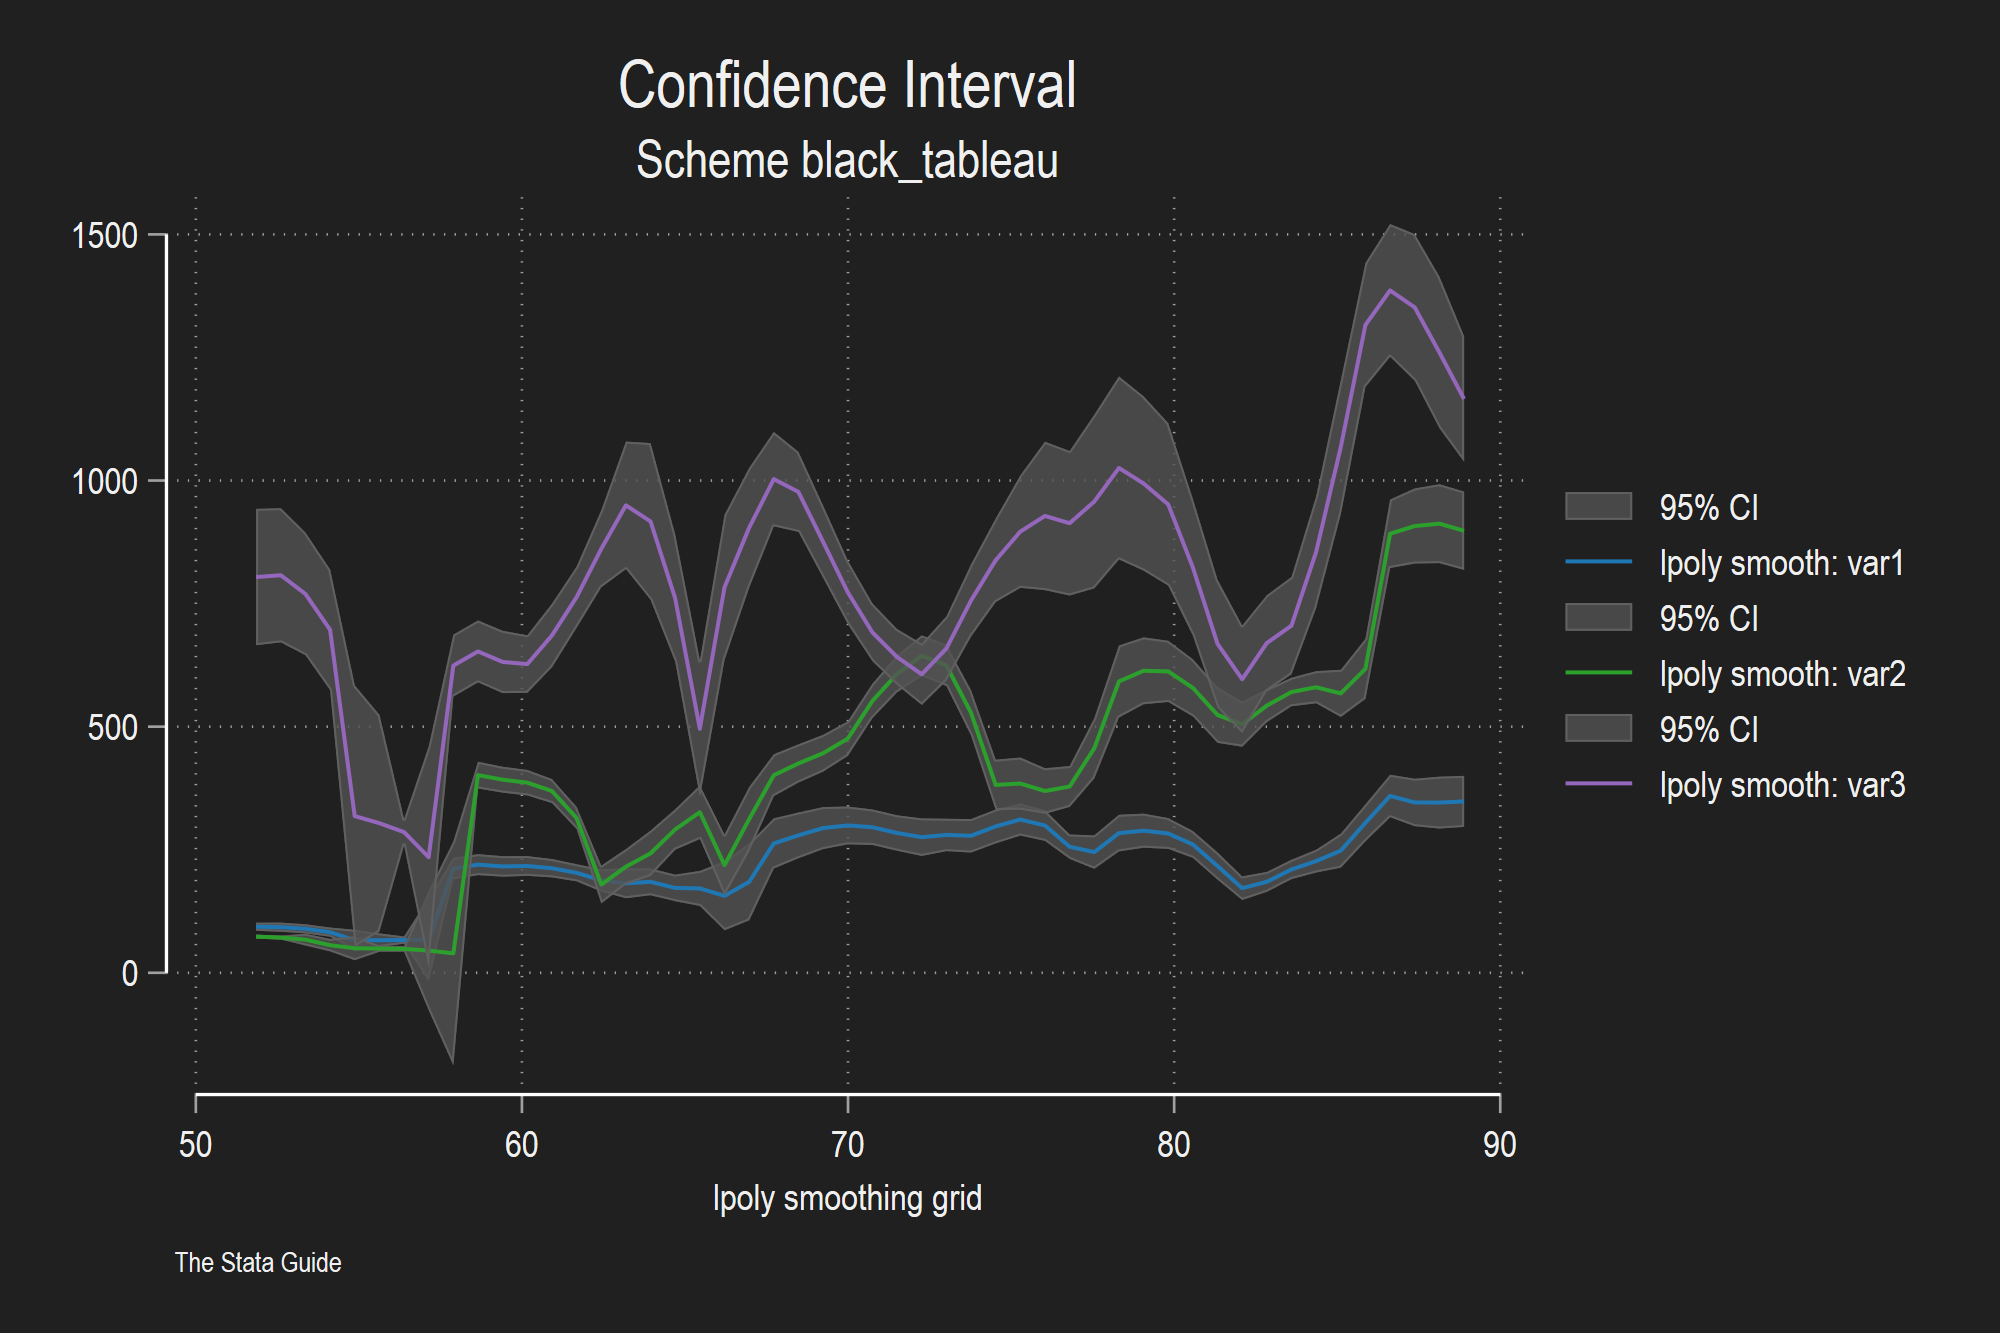 Confidence Interval
Scheme black_tableau
1500
1000
500
0
50 60 70 80 90
lpoly smoothing grid
95% CI
lpoly smooth: var1
95% CI
lpoly smooth: var2
95% CI
lpoly smooth: var3
The Stata Guide